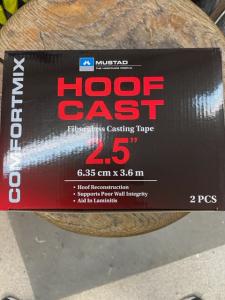 COMFORTMIX
MUSTAD
THE HOOFCARE PEOPLE
HOOF
CAST
Fiberglass Casting Tape
2.5"
6.35 cm x 3.6 m
• Hoof Reconstruction
• Supports Poor Wall Integrity
• Aid In Laminitis
2 PCS